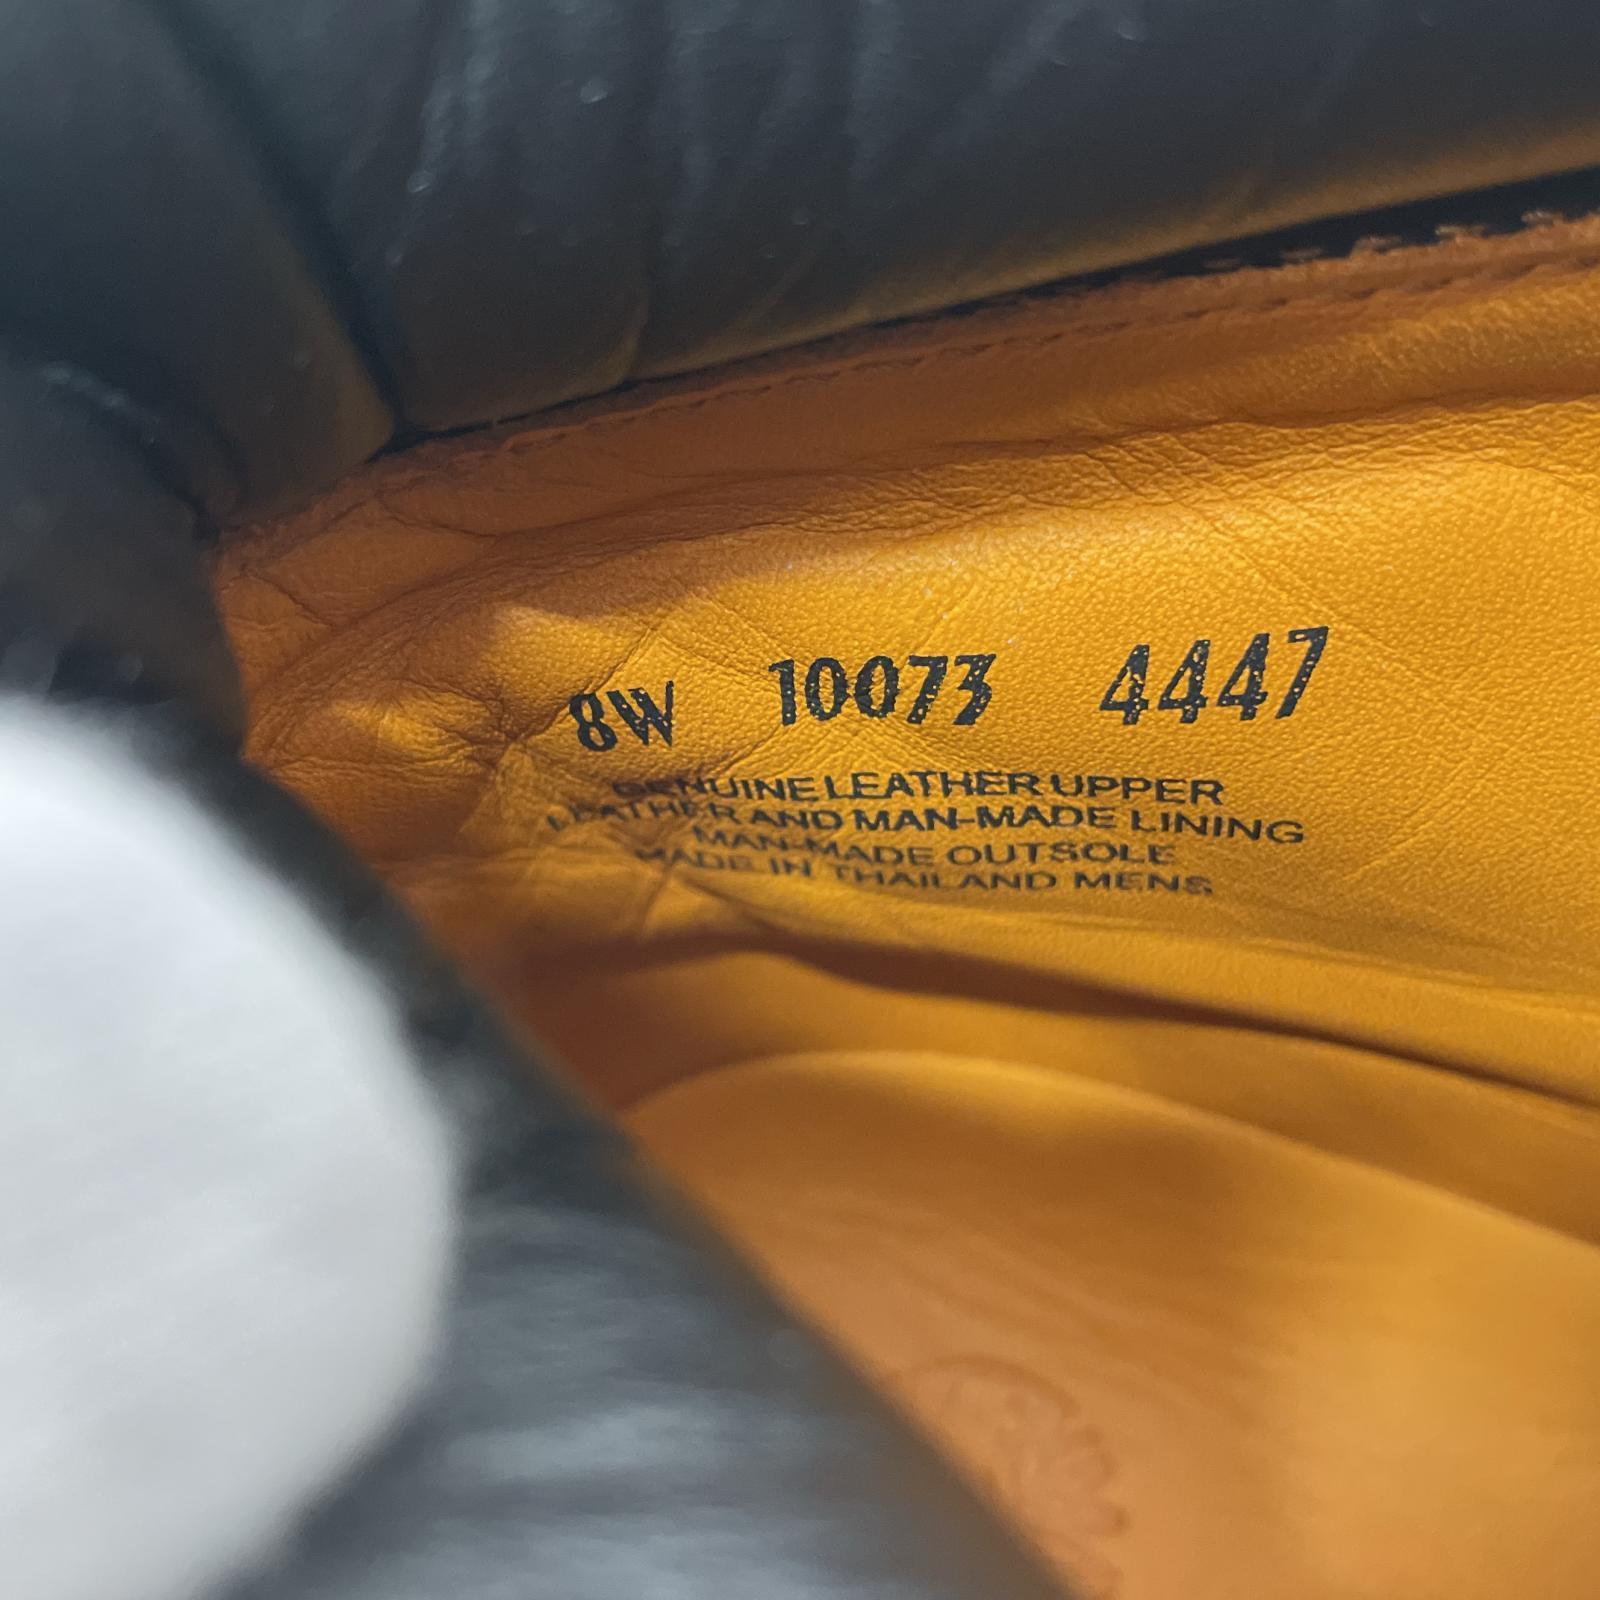 8W 10073 4447
GENUINE LEATHER UPPER
LEATHER AND MAN-MADE LINING
MAN-MADE OUTSOLE
MADE IN THAILAND MENS